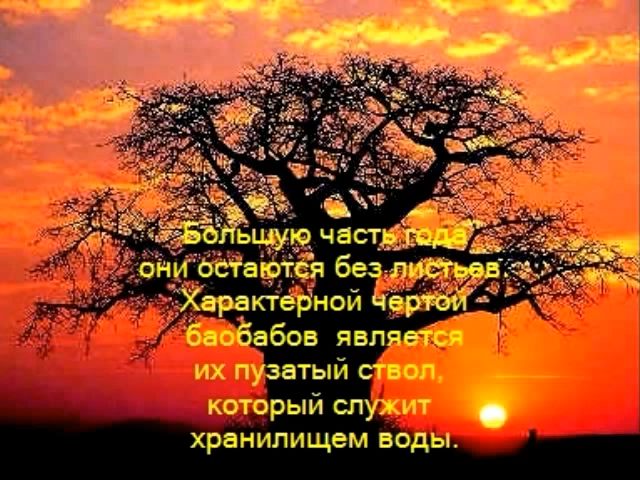 Большую часть года
они остаются без листьев.
Характерной чертой
баобабов является
их пузатый ствол,
который служит
хранилищем воды.